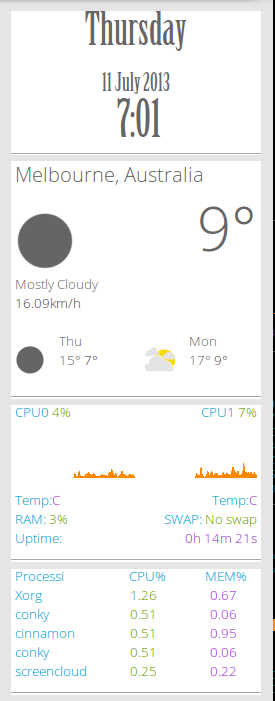 Thursday
11 July 2013
7:01
Melbourne, Australia
9°
Mostly Cloudy
16.09km/h
Thu Mon
15° 7° 17° 9°
CPU0 4% CPU1 7%
Temp:C Temp:C
RAM: 3% SWAP: No swap
Uptime: 0h 14m 21s
Processi CPU% MEM%
Xorg 1.26 0.67
conky 0.51 0.06
cinnamon 0.51 0.95
conky 0.51 0.06
screencloud 0.25 0.22